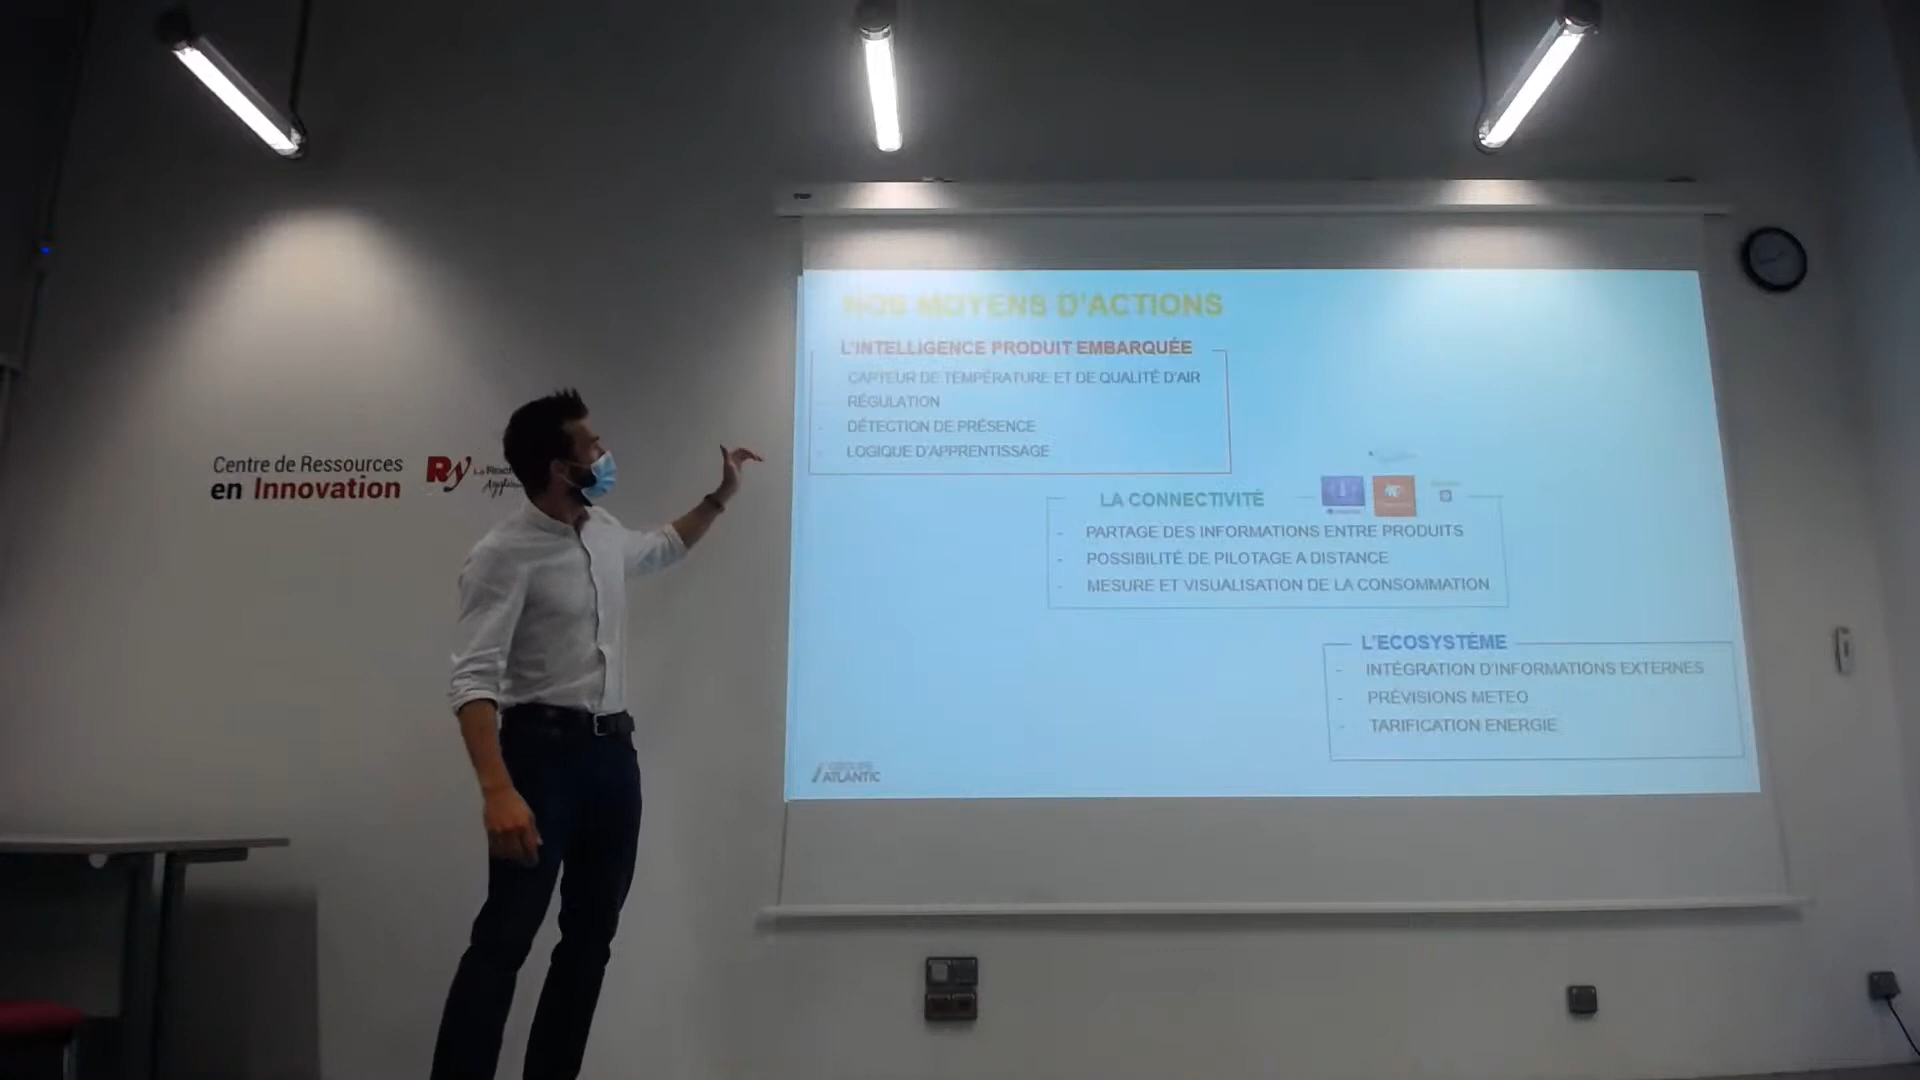 NOS MOYENS D'ACTIONS
L'INTELLIGENCE PRODUIT EMBARQUÉE
CAPTEUR DE TEMPÉRATURE ET DE QUALITÉ D'AIR
- RÉGULATION
- DÉTECTION DE PRÉSENCE
- LOGIQUE D'APPRENTISSAGE
Centre de Ressources
en Innovation
Ry
LA CONNECTIVITÉ
- PARTAGE DES INFORMATIONS ENTRE PRODUITS
- POSSIBILITÉ DE PILOTAGE A DISTANCE
- MESURE ET VISUALISATION DE LA CONSOMMATION
L'ECOSYSTÈME
- INTÉGRATION D'INFORMATIONS EXTERNES
- PRÉVISIONS METEO
- TARIFICATION ENERGIE
GROUPE
ATLANTIC